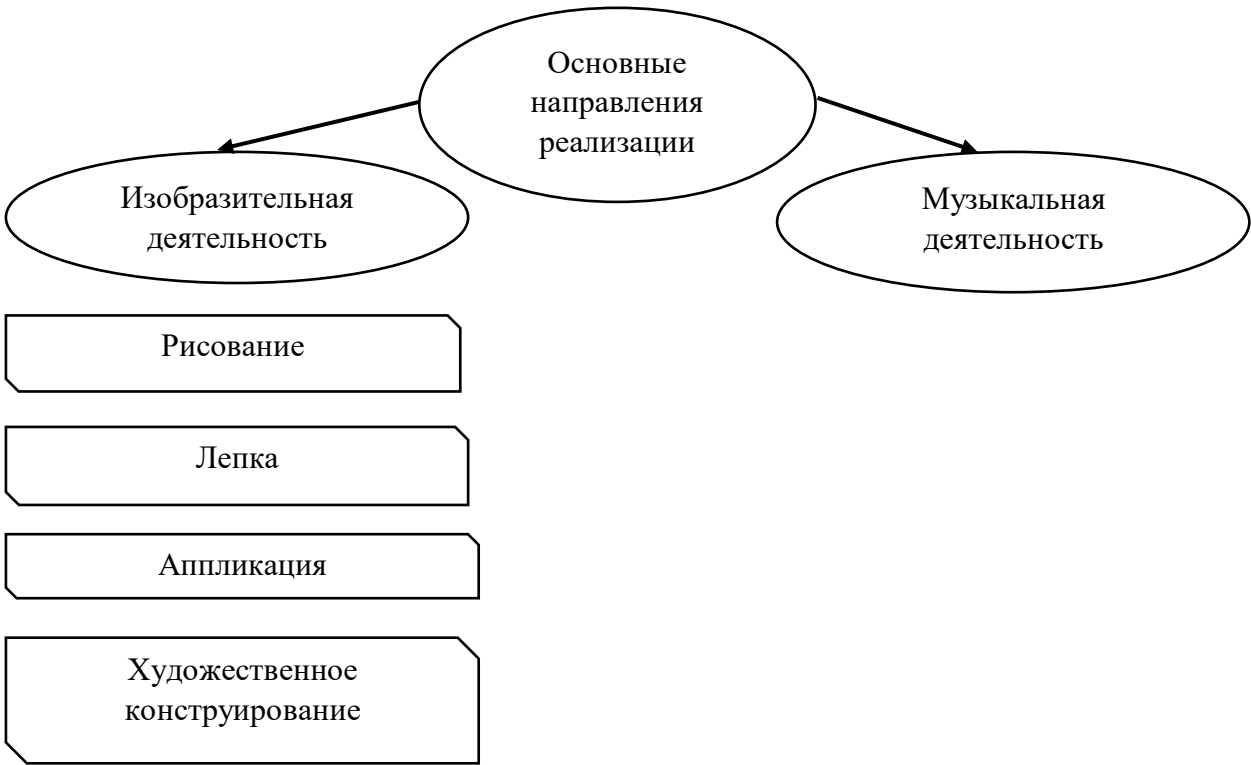 Основные
направления
реализации
Изобразительная
деятельность
Музыкальная
деятельность
Рисование
Лепка
Аппликация
Художественное
конструирование